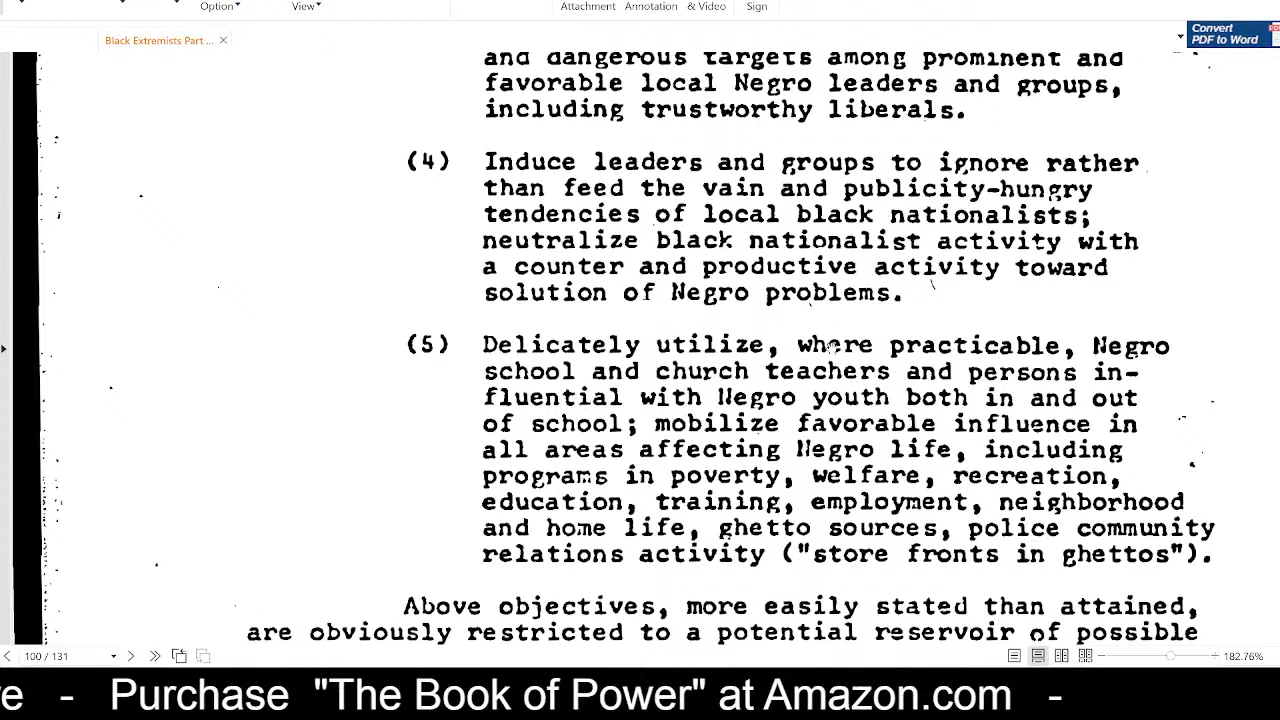 Option
View
Attachment
Annotation
& Video
Sign
Black Extremists Part ...
Convert
PDF to Word
and dangerous targets among prominent and
favorable local Negro leaders and groups,
including trustworthy liberals.
(4) Induce leaders and groups to ignore rather
than feed the vain and publicity-hungry
tendencies of local black nationalists;
neutralize black nationalist activity with
a counter and productive activity toward
solution of Negro problems.
(5) Delicately utilize, where practicable, Negro
school and church teachers and persons in-
fluential with Negro youth both in and out
of school; mobilize favorable influence in
all areas affecting Negro life, including
programs in poverty, welfare, recreation,
education, training, employment, neighborhood
and home life, ghetto sources, police community
relations activity ("store fronts in ghettos").
Above objectives, more easily stated than attained,
are obviously restricted to a potential reservoir of possible
100 / 131
182.76%
re - Purchase "The Book of Power" at Amazon.com -